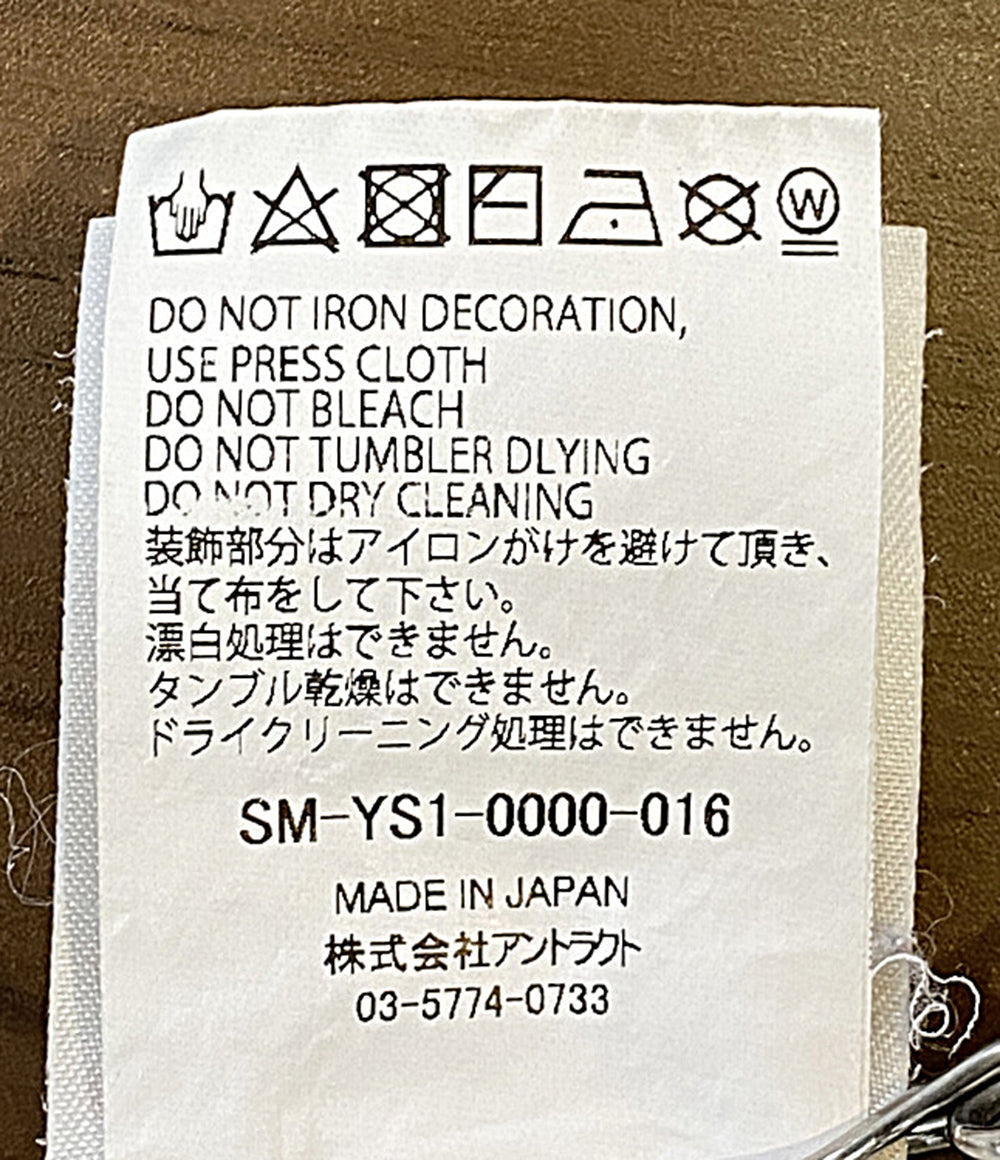 W
DO NOT IRON DECORATION,
USE PRESS CLOTH
DO NOT BLEACH
DO NOT TUMBLER DLYING
DO NOT DRY CLEANING
装飾部分はアイロンがけを避けて頂き、
当て布をして下さい。
漂白処理はできません。
タンブル乾燥はできません。
ドライクリーニング処理はできません。
SM-YS1-0000-016
MADE IN JAPAN
株式会社アントラクト
03-5774-0733